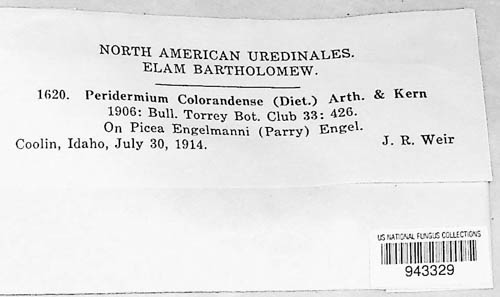 NORTH AMERICAN UREDINALES.
ELAM BARTHOLOMEW.
1620. Peridermium Colorandense (Diet.) Arth. & Kern
1906: Bull. Torrey Bot. Club 33: 426.
On Picea Engelmanni (Parry) Engel.
Coolin, Idaho, July 30, 1914. J. R. Weir
US NATIONAL FUNGUS COLLECTIONS
943329